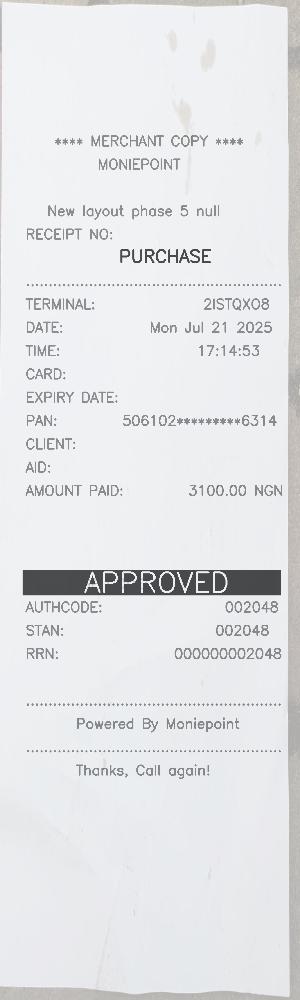 **** MERCHANT COPY ****
MONIEPOINT
New layout phase 5 null
RECEIPT NO:
PURCHASE
TERMINAL: 2ISTQXO8
DATE: Mon Jul 21 2025
TIME: 17:14:53
CARD:
EXPIRY DATE:
PAN: 506102*********6314
CLIENT:
AID:
AMOUNT PAID: 3100.00 NGN
APPROVED
AUTHCODE: 002048
STAN: 002048
RRN: 000000002048
Powered By Moniepoint
Thanks, Call again!